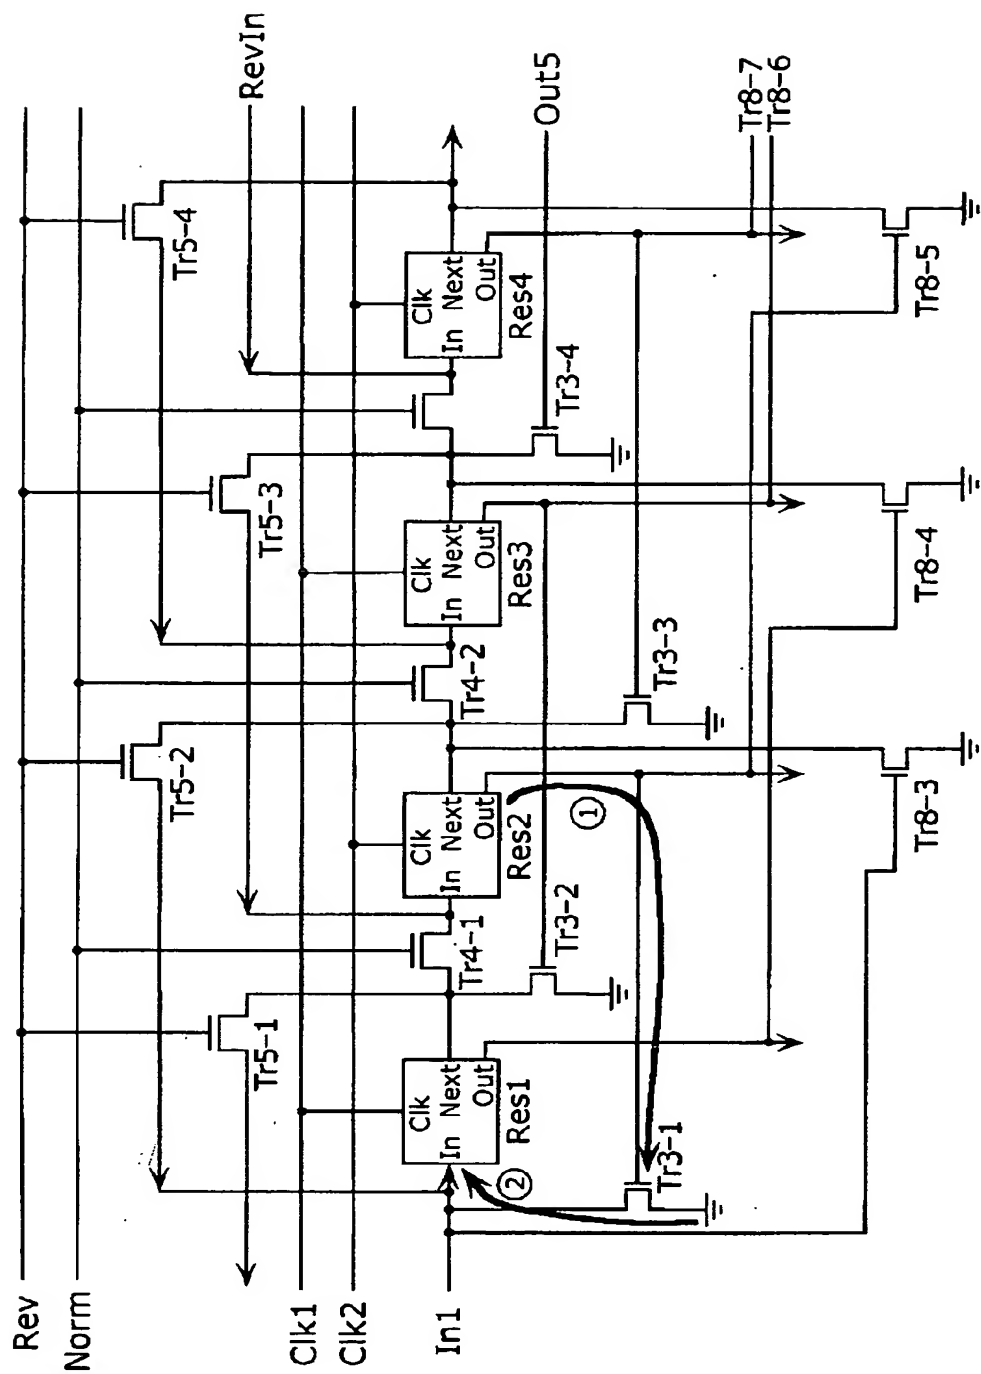 Rev
Norm
Tr5-2
Tr5-4
RevIn
Tr5-1
Tr5-3
Clk1
Clk2
In1
Clk
In Next
Out
Res1
Clk
In Next
Out
Res2
Clk
In Next
Out
Res3
Clk
In Next
Out
Res4
Tr4-1
Tr4-2
②
Out5
Tr3-2
Tr3-4
①
Tr3-1
Tr3-3
Tr8-7
Tr8-6
Tr8-3
Tr8-4
Tr8-5